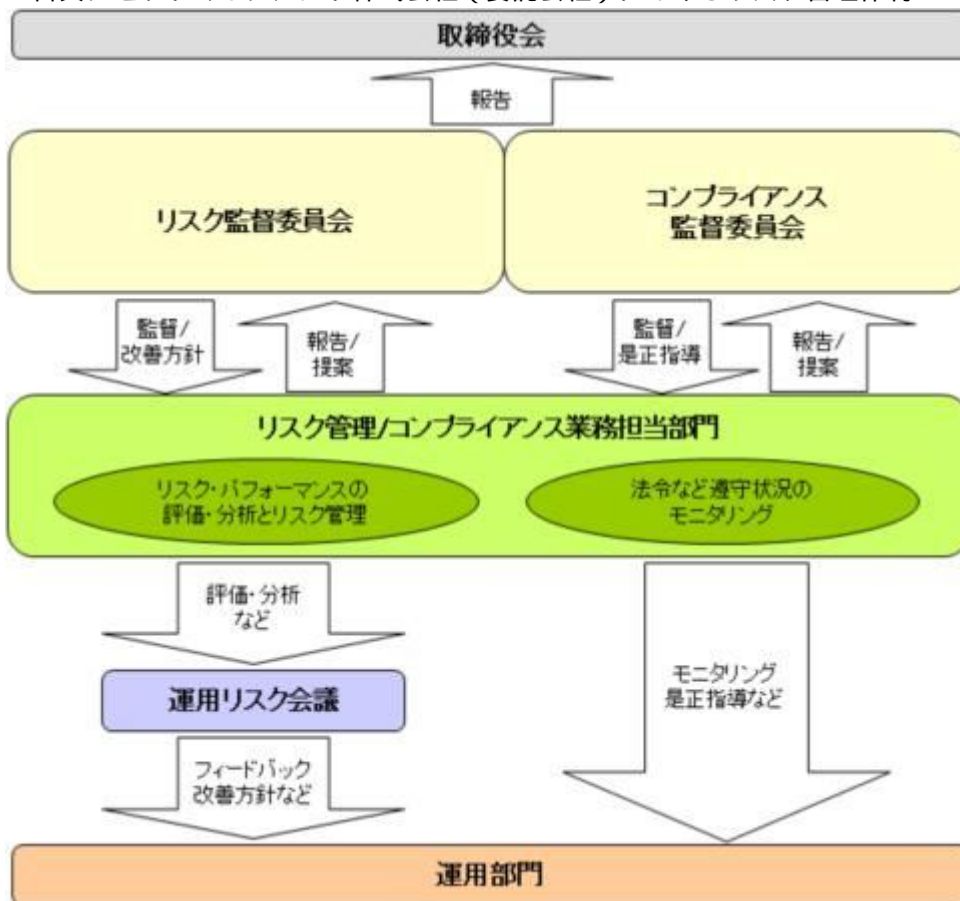 取締役会
報告
リスク監督委員会
コンプライアンス
監督委員会
監督/
改善方針
報告/
提案
監督/
是正指導
報告/
提案
リスク管理/コンプライアンス業務担当部門
リスク・パフォーマンスの
評価・分析とリスク管理
法令など遵守状況の
モニタリング
評価・分析
など
運用リスク会議
モニタリング
是正指導など
フィードバック
改善方針など
運用部門